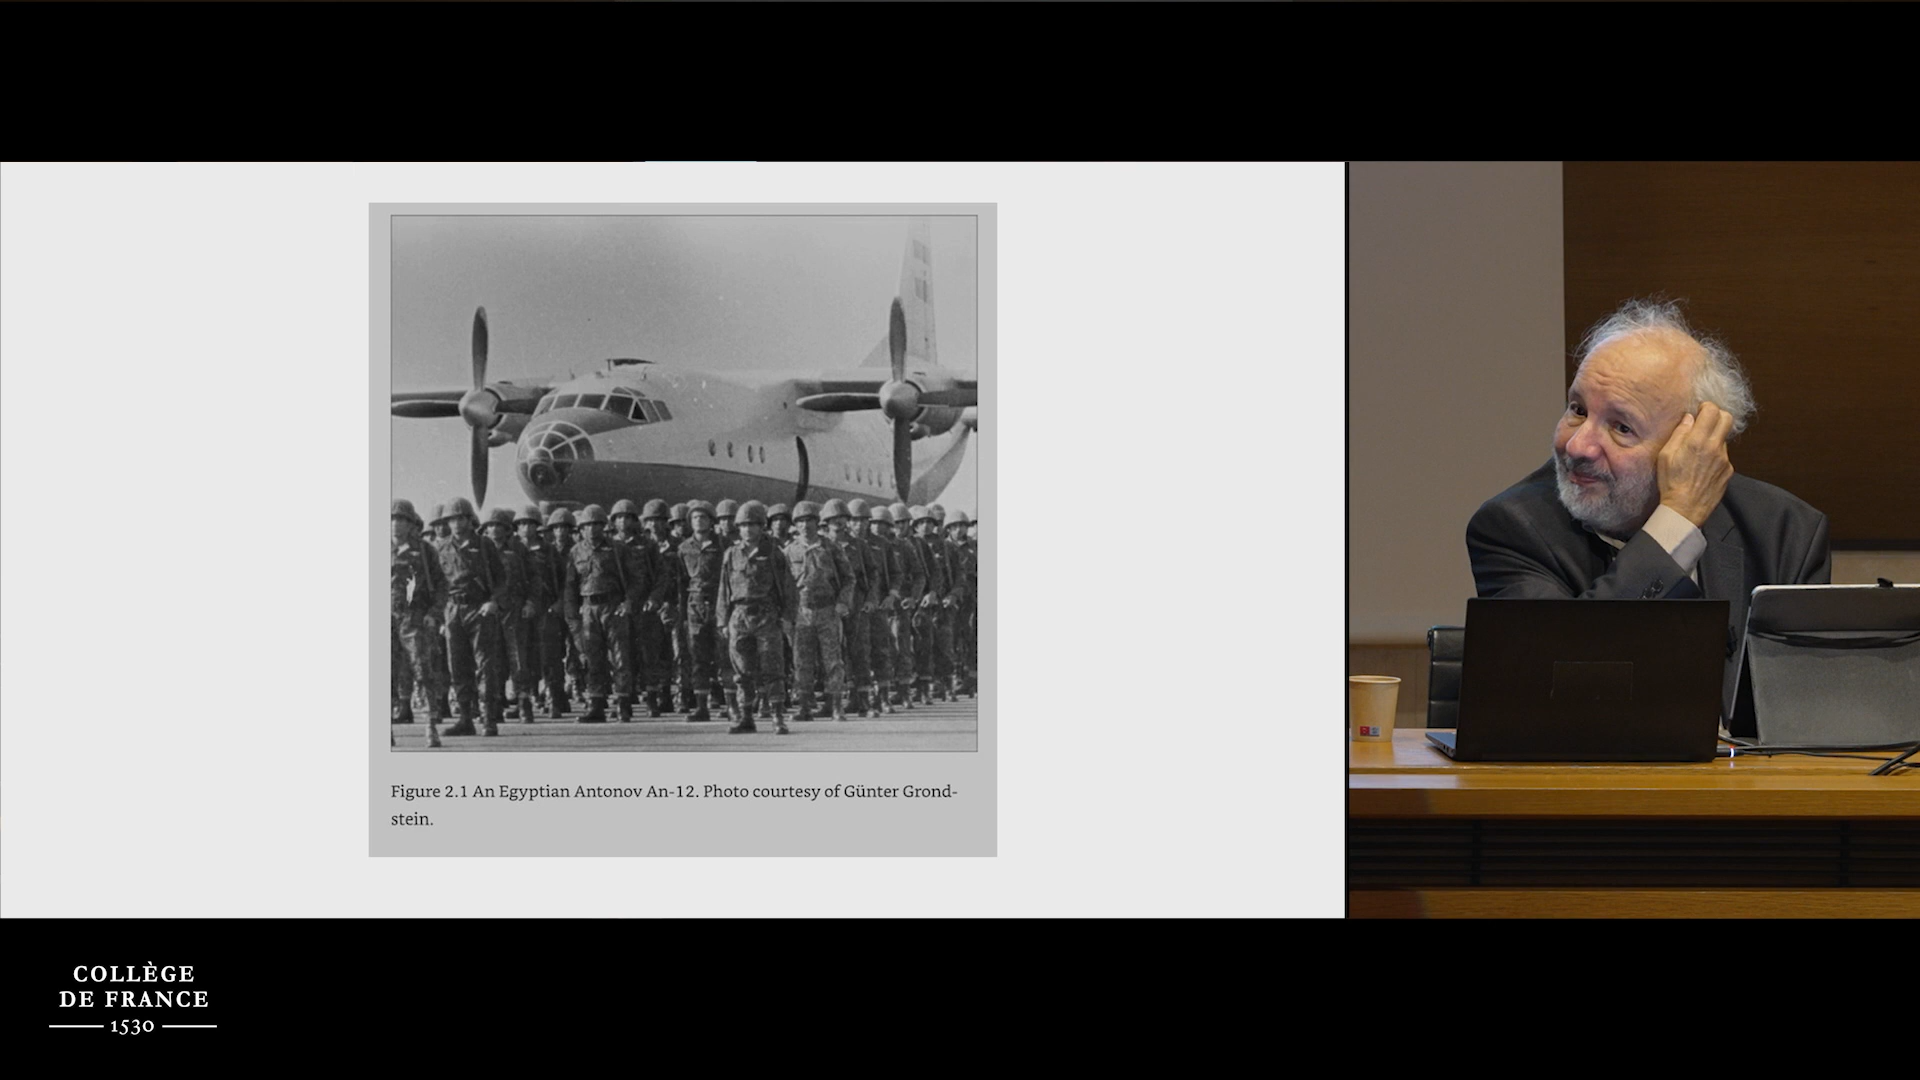 Figure 2.1 An Egyptian Antonov An-12. Photo courtesy of Günter Grond-
stein.
COLLÈGE
DE FRANCE
1530